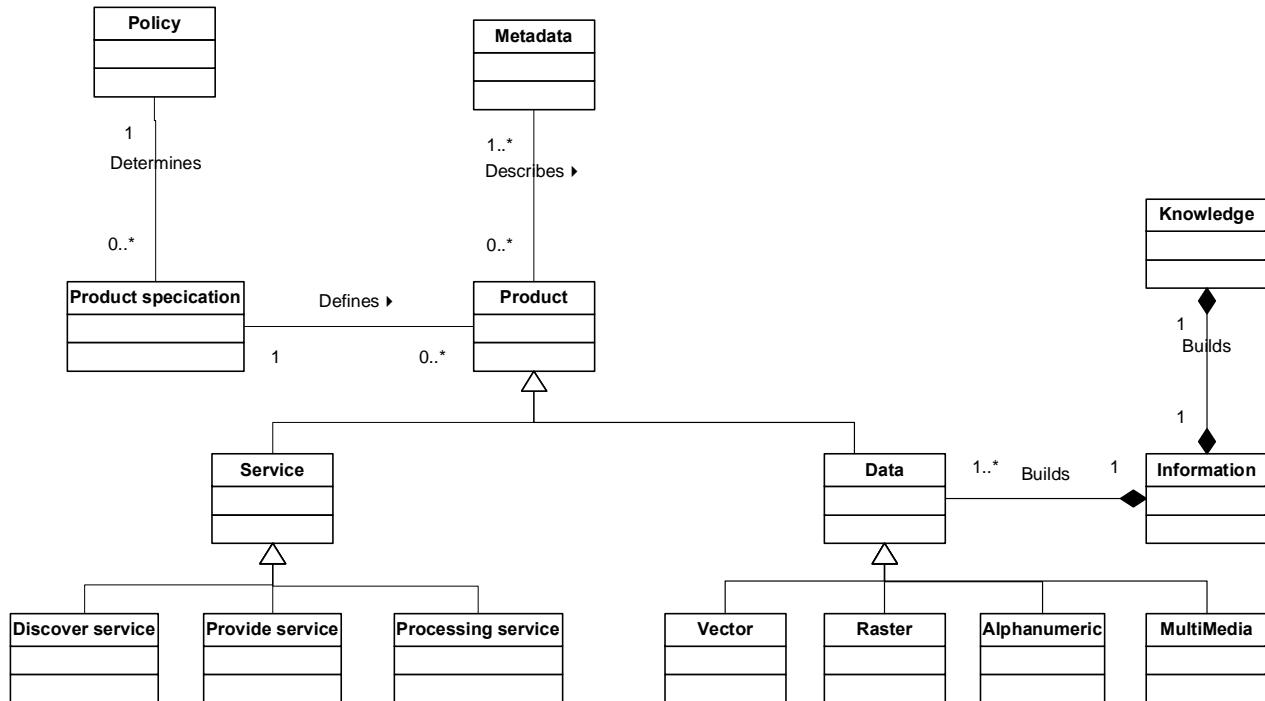 Policy
Metadata
1
Determines
1..*
Describes
0..*
0..*
Knowledge
Product specication
Defines
Product
1
0..*
1
Builds
1
Service
Data
1..*
Builds
1
Information
Discover service
Provide service
Processing service
Vector
Raster
Alphanumeric
MultiMedia